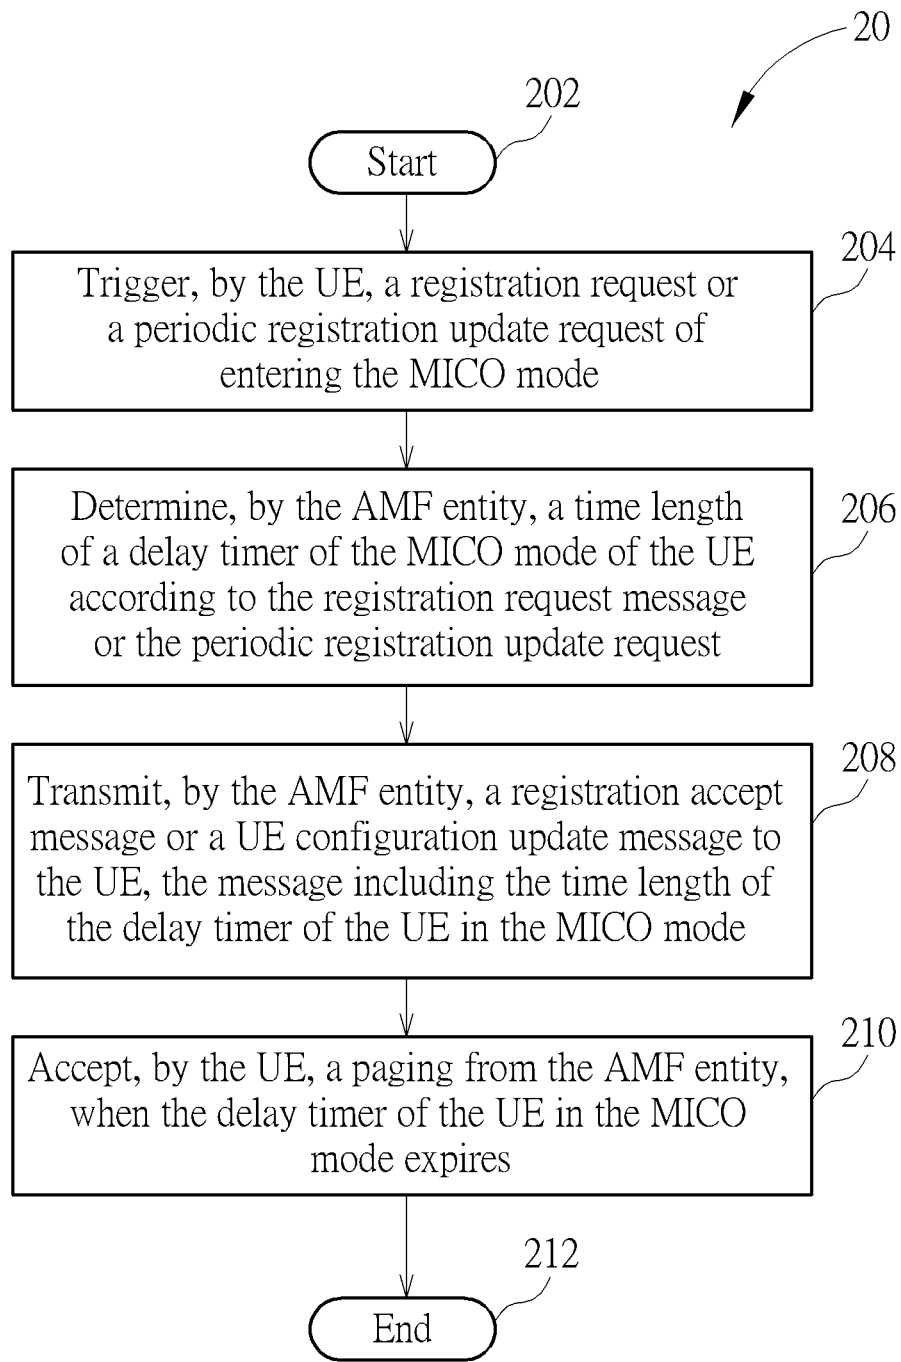 20
202
Start
204
Trigger, by the UE, a registration request or
a periodic registration update request of
entering the MICO mode
206
Determine, by the AMF entity, a time length
of a delay timer of the MICO mode of the UE
according to the registration request message
or the periodic registration update request
208
Transmit, by the AMF entity, a registration accept
message or a UE configuration update message to
the UE, the message including the time length of
the delay timer of the UE in the MICO mode
210
Accept, by the UE, a paging from the AMF entity,
when the delay timer of the UE in the MICO
mode expires
212
End